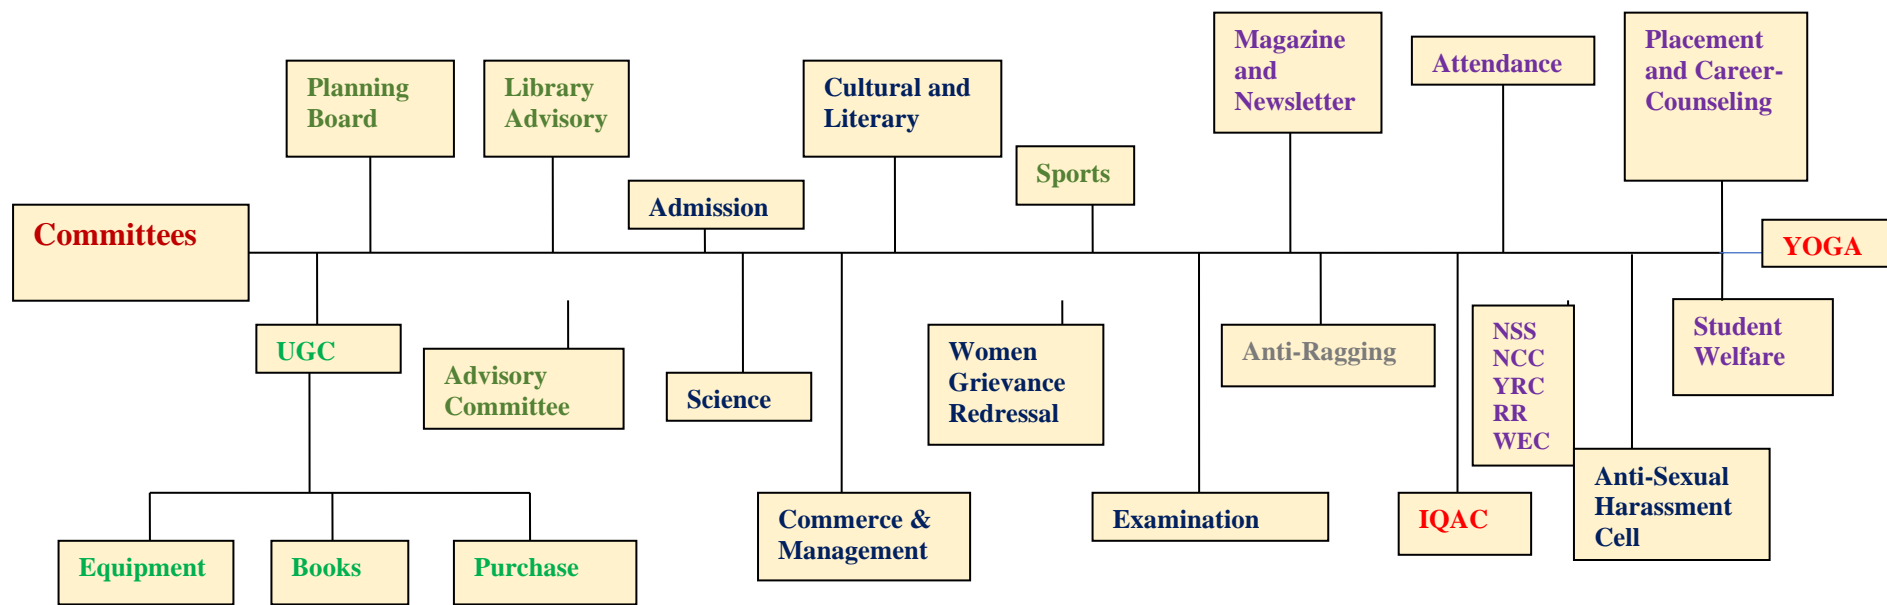 Magazine
and
Newsletter
Placement
and Career-
Counseling
Attendance
Planning
Board
Library
Advisory
Cultural and
Literary
Sports
Admission
Committees
YOGA
UGC
Advisory
Committee
Science
Women
Grievance
Redressal
Anti-Ragging
NSS
NCC
YRC
RR
WEC
Student
Welfare
Anti-Sexual
Harassment
Cell
Commerce &
Management
Examination
IQAC
Equipment
Books
Purchase